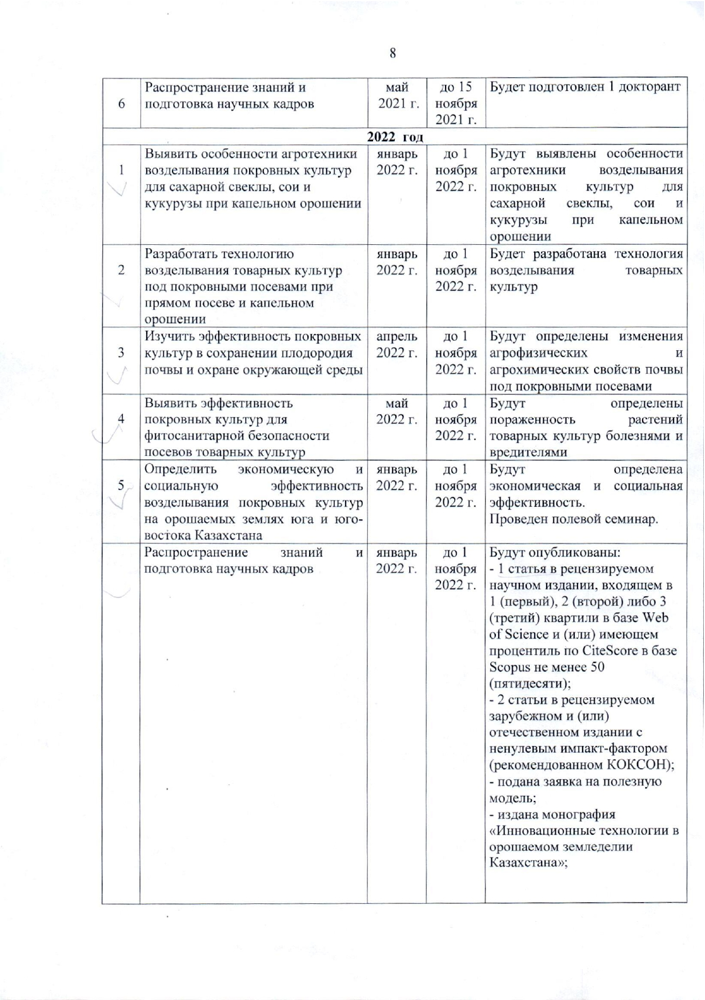 8
6
Распространение знаний и
подготовка научных кадров
май
2021 г.
до 15
ноября
2021 г.
Будет подготовлен 1 докторант
2022 год
1
Выявить особенности агротехники
возделывания покровных культур
для сахарной свеклы, сои и
кукурузы при капельном орошении
январь
2022 г.
до 1
ноября
2022 г.
Будут выявлены особенности
агротехники возделывания
покровных культур для
сахарной свеклы, сои и
кукурузы при капельном
орошении
2
Разработать технологию
возделывания товарных культур
под покровными посевами при
прямом посеве и капельном
орошении
январь
2022 г.
до 1
ноября
2022 г.
Будет разработана технология
возделывания товарных
культур
3
Изучить эффективность покровных
культур в сохранении плодородия
почвы и охране окружающей среды
апрель
2022 г.
до 1
ноября
2022 г.
Будут определены изменения
агрофизических и
агрохимических свойств почвы
под покровными посевами
4
Выявить эффективность
покровных культур для
фитосанитарной безопасности
посевов товарных культур
май
2022 г.
до 1
ноября
2022 г.
Будут определены
пораженность растений
товарных культур болезнями и
вредителями
5
Определить экономическую и
социальную эффективность
возделывания покровных культур
на орошаемых землях юга и юго-
востока Казахстана
январь
2022 г.
до 1
ноября
2022 г.
Будут определена
экономическая и социальная
эффективность.
Проведен полевой семинар.
Распространение знаний и
подготовка научных кадров
январь
2022 г.
до 1
ноября
2022 г.
Будут опубликованы:
- 1 статья в рецензируемом
научном издании, входящем в
1 (первый), 2 (второй) либо 3
(третий) квартили в базе Web
of Science и (или) имеющем
процентиль по CiteScore в базе
Scopus не менее 50
(пятидесяти);
- 2 статьи в рецензируемом
зарубежном и (или)
отечественном издании с
ненулевым импакт-фактором
(рекомендованном КОКСОН);
- подана заявка на полезную
модель;
- издана монография
«Инновационные технологии в
орошаемом земледелии
Казахстана»;